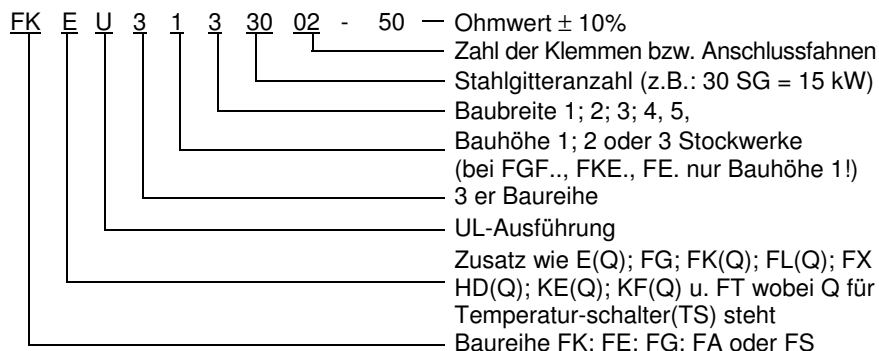 FK E U 3 1 3 30 02 - 50 Ohmwert ± 10%
Zahl der Klemmen bzw. Anschlussfahnen
Stahlgitteranzahl (z.B.: 30 SG = 15 kW)
Baubreite 1; 2; 3; 4, 5,
Bauhöhe 1; 2 oder 3 Stockwerke
(bei FGF.., FKE., FE. nur Bauhöhe 1!)
3 er Baureihe
UL-Ausführung
Zusatz wie E(Q); FG; FK(Q); FL(Q); FX
HD(Q); KE(Q); KF(Q) u. FT wobei Q für
Temperatur-schalter(TS) steht
Baureihe FK; FE; FG; FA oder FS